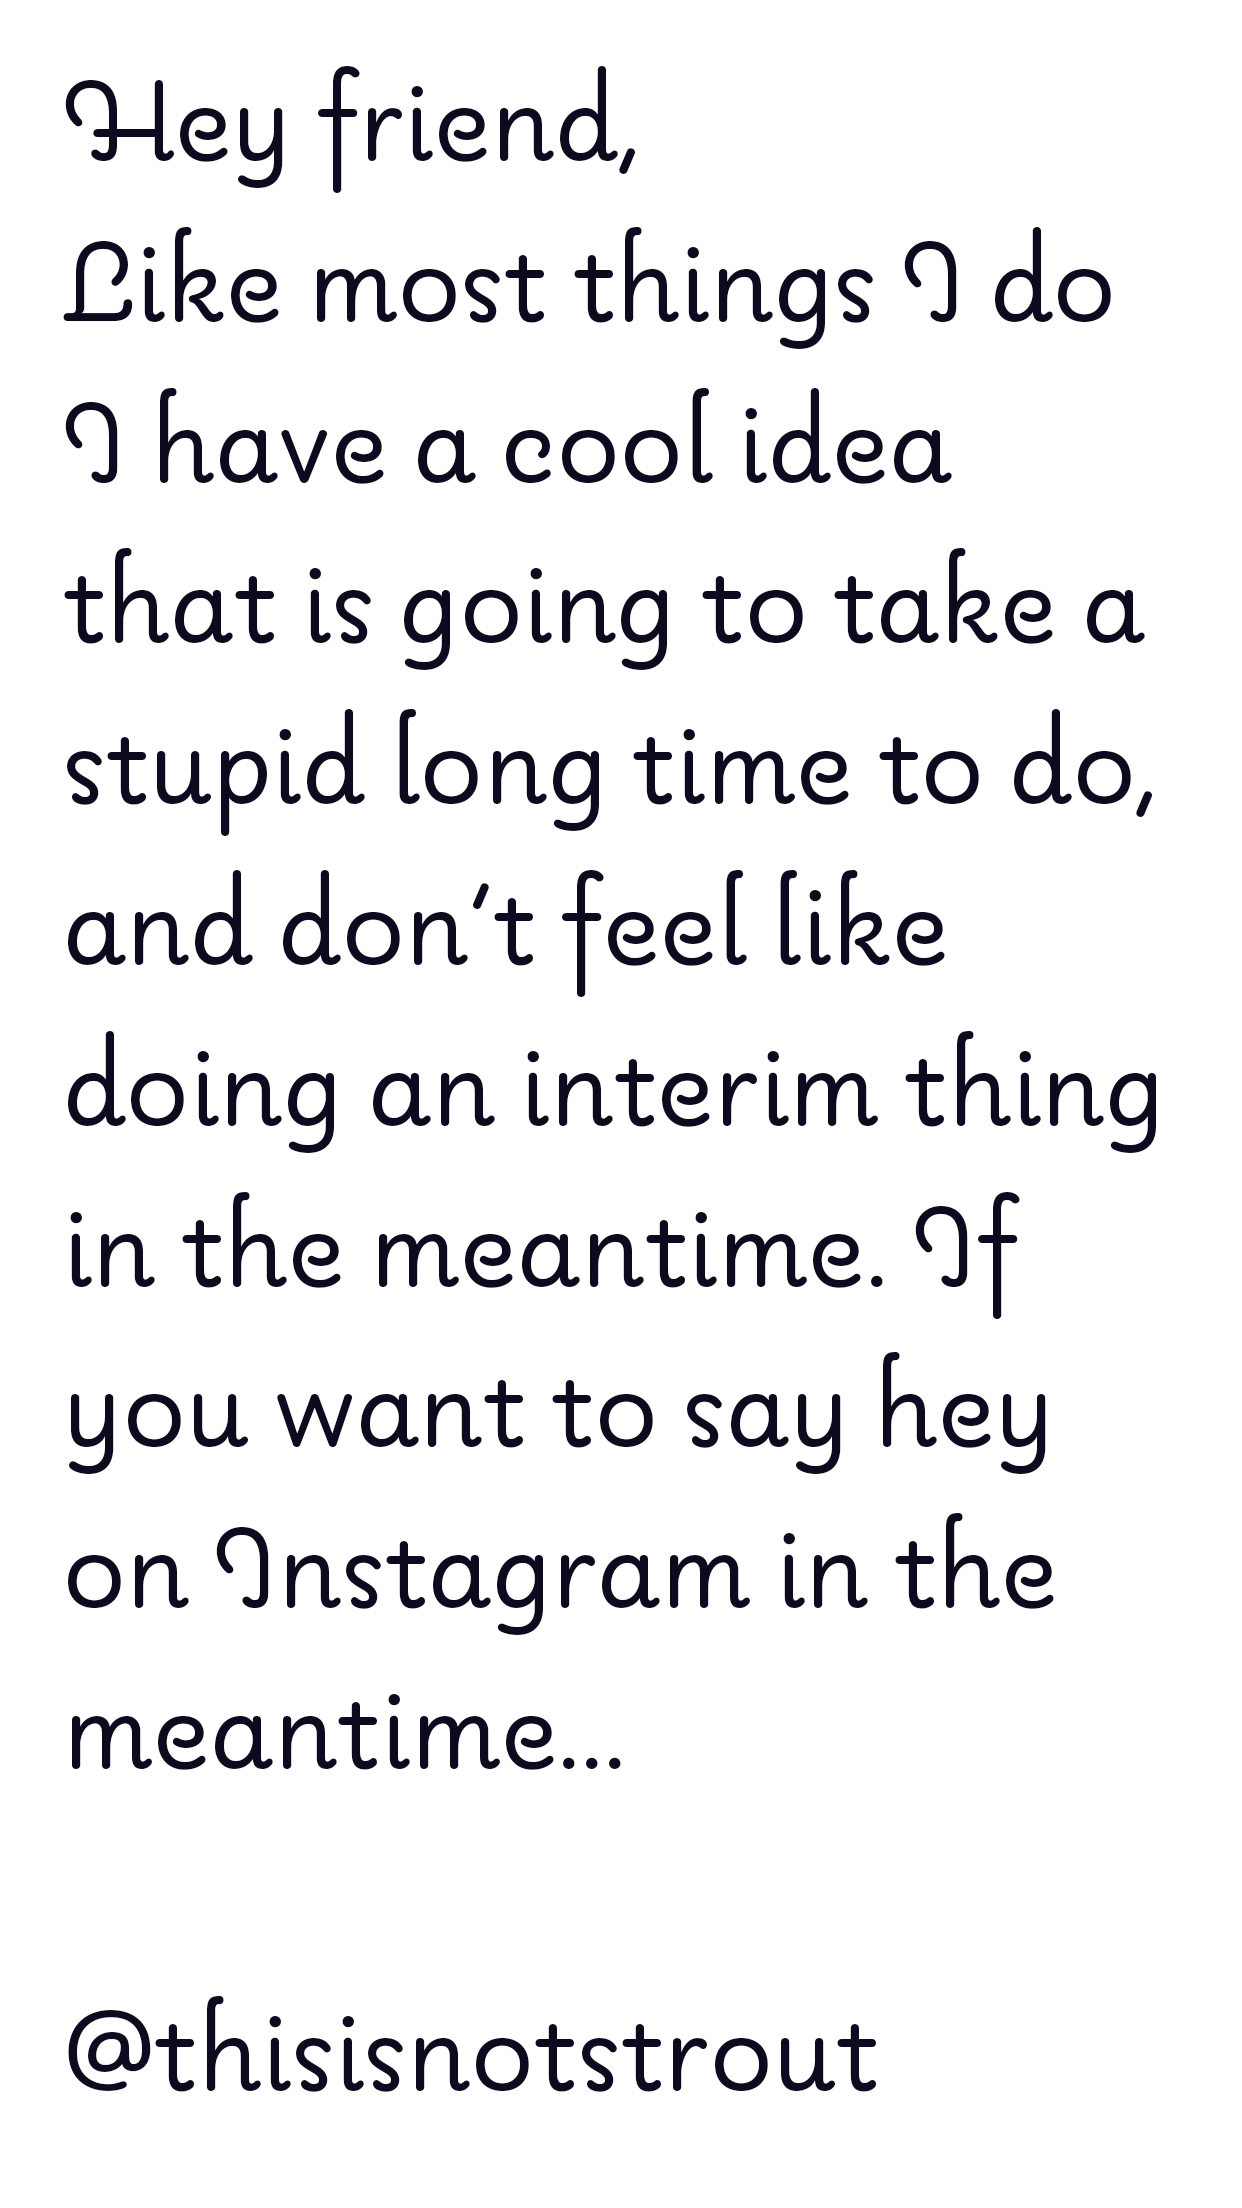 Hey friend,
Like most things I do
I have a cool idea
that is going to take a
stupid long time to do,
and don't feel like
doing an interim thing
in the meantime. If
you want to say hey
on Instagram in the
meantime...
@thisisnotstrout